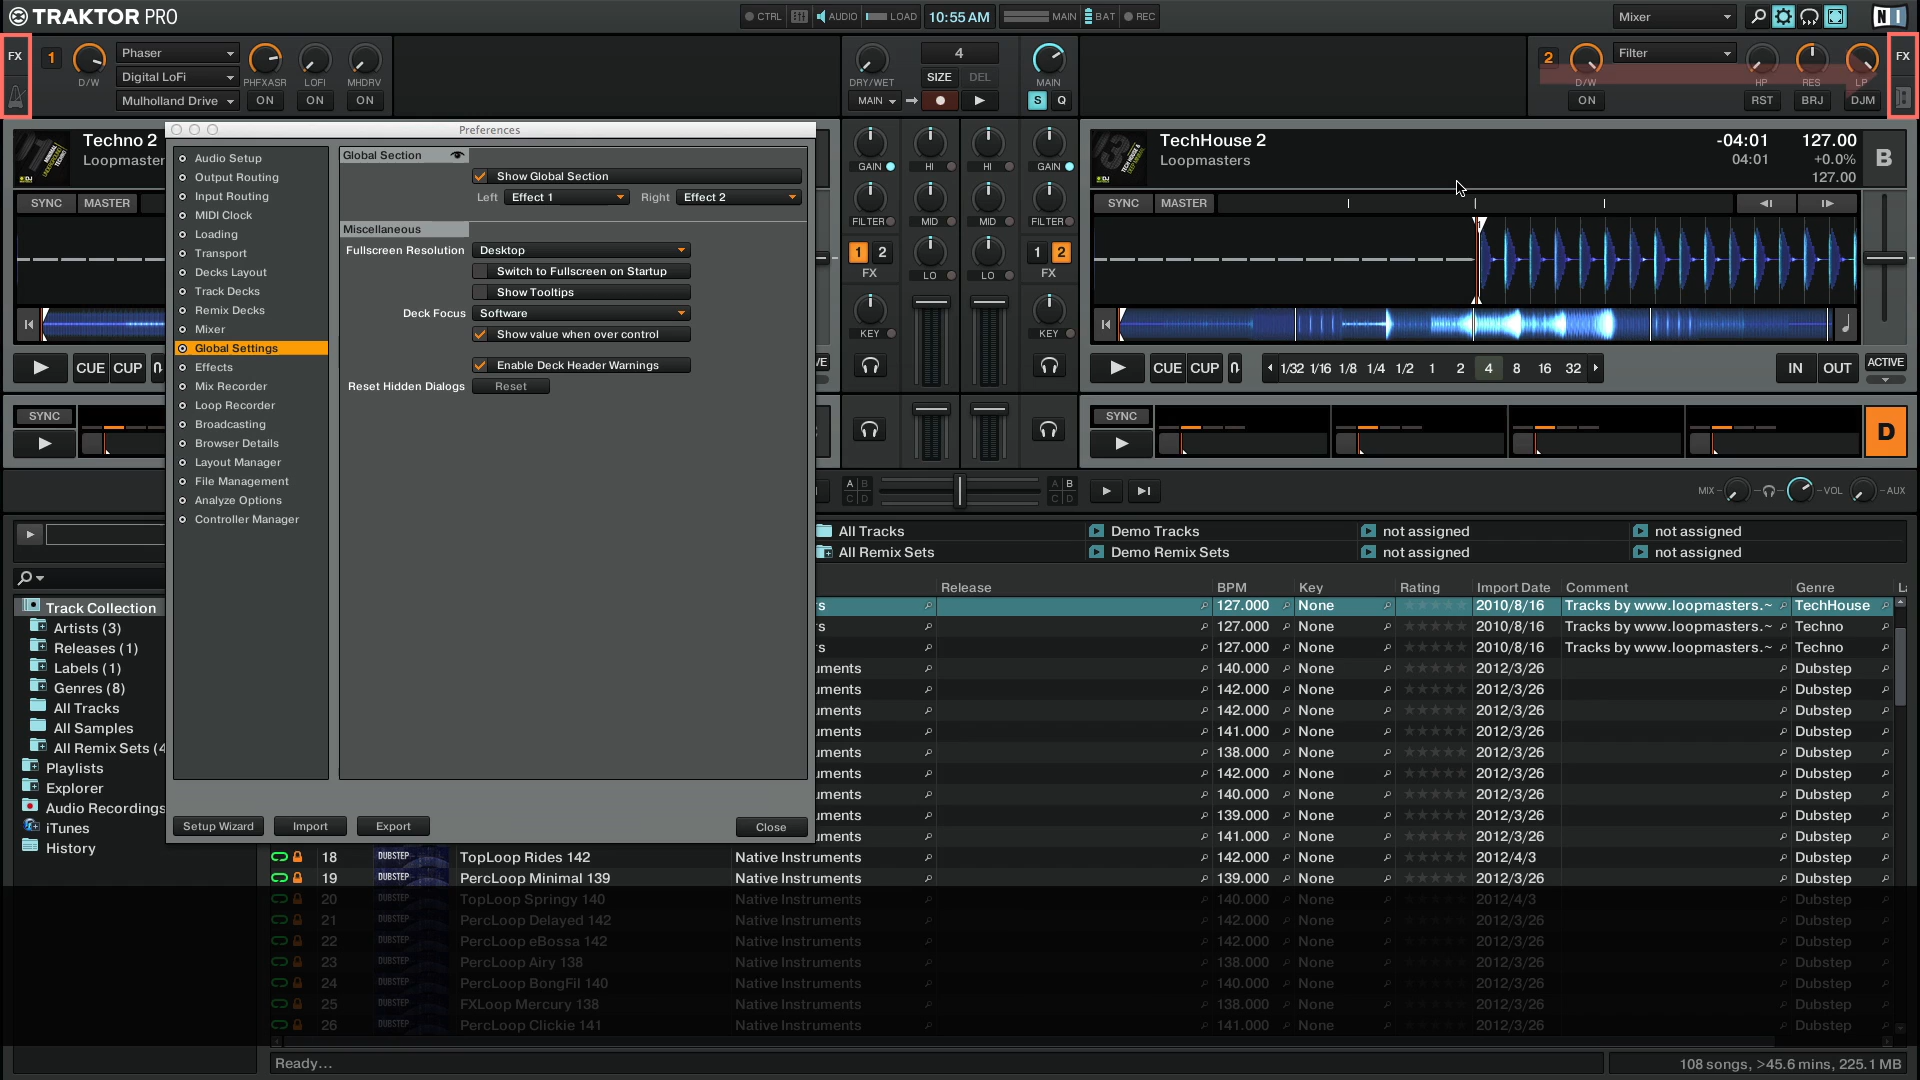 TRAKTOR PRO
CTRL AUDIO LOAD 10:55 AM MAIN BAT REC
Mixer
NI
FX
1 D/W
Phaser
Digital LoFi
Mulholland Drive
PHFXASR LOFI MHDRV
ON ON ON
DRY/WET
MAIN
4
SIZE DEL
MAIN
S Q
2 D/W
ON
Filter
HP RES LP
RST BRJ DJM
FX
Techno 2
SYNC MASTER
CUE CUP
SYNC
Preferences
Audio Setup
Output Routing
Input Routing
MIDI Clock
Loading
Transport
Decks Layout
Track Decks
Remix Decks
Mixer
Global Settings
Effects
Mix Recorder
Loop Recorder
Broadcasting
Browser Details
Layout Manager
File Management
Analyze Options
Controller Manager
Global Section
Show Global Section
Left Effect 1 Right Effect 2
Miscellaneous
Fullscreen Resolution Desktop
Switch to Fullscreen on Startup
Show Tooltips
Deck Focus Software
Show value when over control
Enable Deck Header Warnings
Reset Hidden Dialogs Reset
Setup Wizard Import Export Close
GAIN HI HI GAIN
FILTER MID MID FILTER
1 2 1 2
FX LO LO FX
KEY KEY
TechHouse 2
Loopmasters
-04:01 127.00
04:01 +0.0%
127.00
B
SYNC MASTER
CUE CUP 1/32 1/16 1/8 1/4 1/2 1 2 4 8 16 32 IN OUT ACTIVE
SYNC
D
A B
C D
A B
C D
MIX VOL AUX
All Tracks Demo Tracks not assigned not assigned
All Remix Sets Demo Remix Sets not assigned not assigned
Track Collection
Artists (3)
Releases (1)
Labels (1)
Genres (8)
All Tracks
All Samples
All Remix Sets (4
Playlists
Explorer
Audio Recordings
iTunes
History
Release BPM Key Rating Import Date Comment Genre
127.000 None 2010/8/16 Tracks by www.loopmasters.~ TechHouse
127.000 None 2010/8/16 Tracks by www.loopmasters.~ Techno
127.000 None 2010/8/16 Tracks by www.loopmasters.~ Techno
140.000 None 2012/3/26 Dubstep
142.000 None 2012/3/26 Dubstep
142.000 None 2012/3/26 Dubstep
141.000 None 2012/3/26 Dubstep
138.000 None 2012/3/26 Dubstep
142.000 None 2012/3/26 Dubstep
140.000 None 2012/3/26 Dubstep
139.000 None 2012/3/26 Dubstep
141.000 None 2012/3/26 Dubstep
18 DUBSTEP TopLoop Rides 142 Native Instruments 142.000 None 2012/4/3 Dubstep
19 DUBSTEP PercLoop Minimal 139 Native Instruments 139.000 None 2012/3/26 Dubstep
20 DUBSTEP TopLoop Springy 140 Native Instruments 140.000 None 2012/4/3 Dubstep
21 DUBSTEP PercLoop Delayed 142 Native Instruments 142.000 None 2012/3/26 Dubstep
22 DUBSTEP PercLoop eBossa 142 Native Instruments 142.000 None 2012/3/26 Dubstep
23 DUBSTEP PercLoop Airy 138 Native Instruments 138.000 None 2012/3/26 Dubstep
24 DUBSTEP PercLoop BongFil 140 Native Instruments 140.000 None 2012/3/26 Dubstep
25 DUBSTEP FXLoop Mercury 138 Native Instruments 138.000 None 2012/3/26 Dubstep
26 DUBSTEP PercLoop Clickie 141 Native Instruments 141.000 None 2012/3/26 Dubstep
Ready...
108 songs, >45.6 mins, 225.1 MB